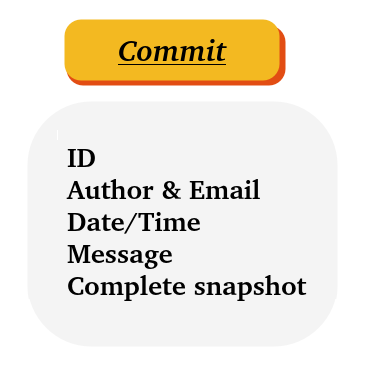 Commit
ID
Author & Email
Date/Time
Message
Complete snapshot